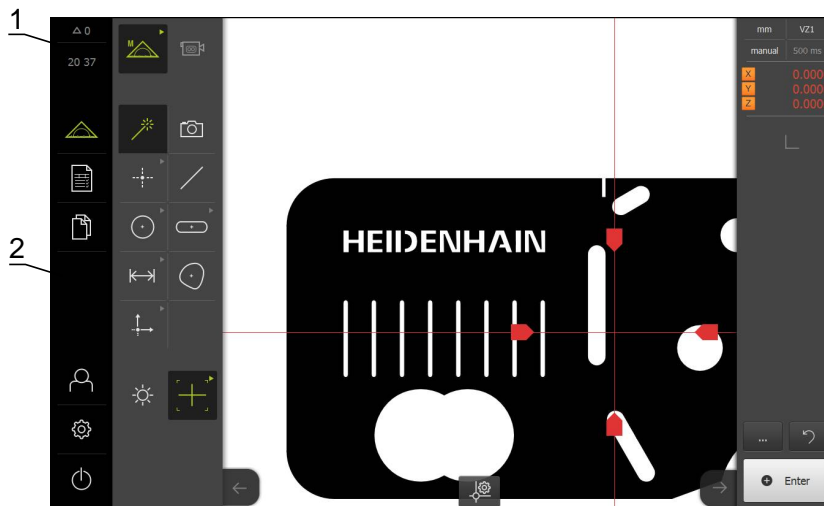 1
△ 0
20 37
M
mm VZ1
manual 500 ms
X 0.000
Y 0.000
Z 0.000
HEIDENHAIN
2
...
Enter